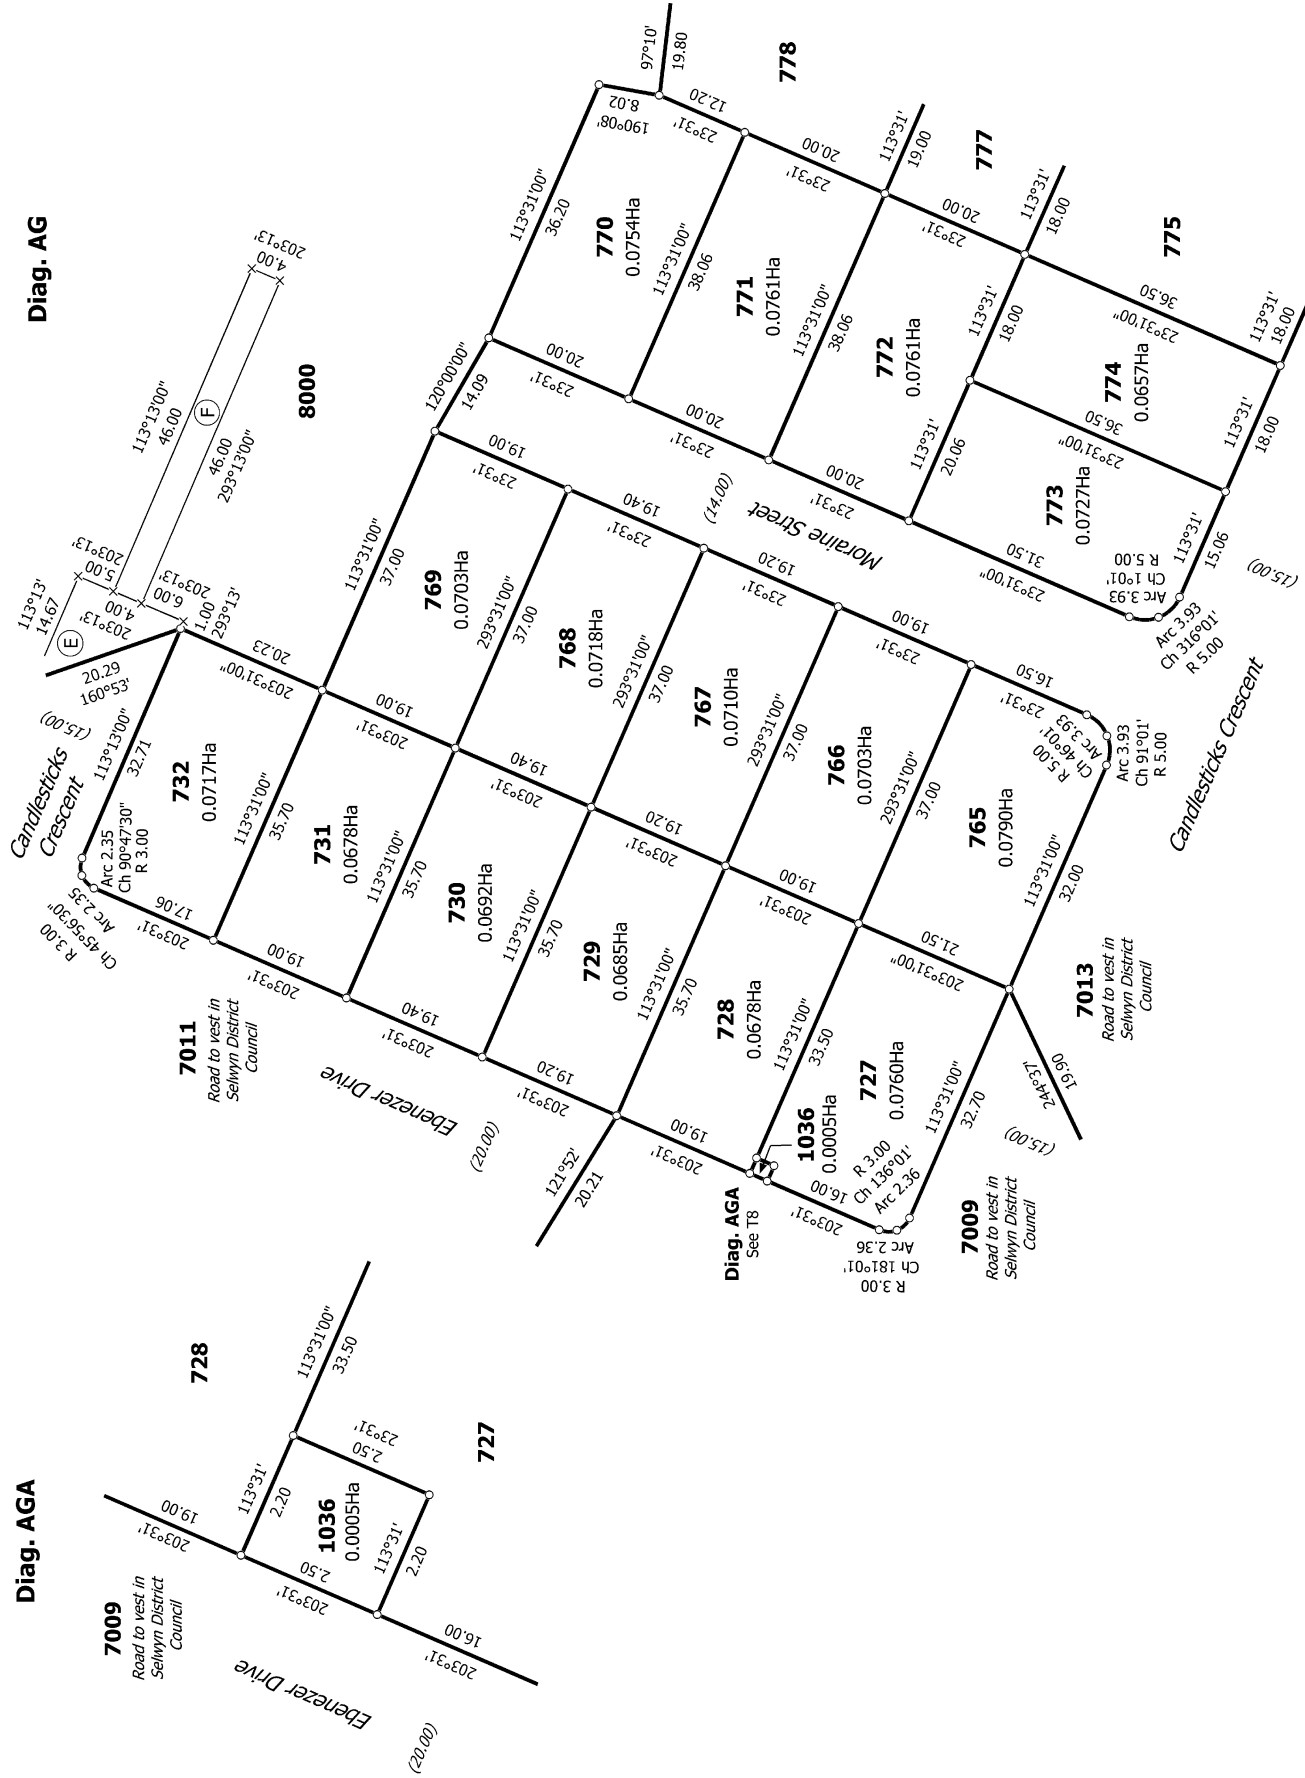 Diag. AG
113°13'
14.67
E
203°13'
5.00
203°13'
4.00
203°13'
6.00
1.00
293°13'
113°13'00"
46.00
F
46.00
293°13'00"
203°13'
4.00
8000
160°53'
20.29
Candlesticks
Crescent
(15.00)
113°13'00"
32.71
732
0.0717Ha
Arc 2.35
Ch 90°47'30"
R 3.00
R 3.00
Ch 45°56'30"
Arc 2.35
203°31'
17.06
203°31'00"
20.23
113°31'00"
35.70
731
0.0678Ha
203°31'
19.00
203°31'
19.00
113°31'00"
35.70
730
0.0692Ha
203°31'
19.40
203°31'
19.40
113°31'00"
35.70
729
0.0685Ha
203°31'
19.20
203°31'
19.20
113°31'00"
35.70
728
0.0678Ha
203°31'
19.00
203°31'
19.00
113°31'00"
33.50
727
0.0760Ha
1036
0.0005Ha
203°31'
16.00
R 3.00
Ch 136°01'
Arc 2.36
Arc 2.36
Ch 181°01'
R 3.00
203°31'00"
21.50
113°31'00"
32.70
244°37'
19.90
(15.00)
121°52'
20.21
Diag. AGA
See T8
7011
Road to vest in
Selwyn District
Council
Ebenezer Drive
(20.00)
7009
Road to vest in
Selwyn District
Council
7013
Road to vest in
Selwyn District
Council
113°31'00"
37.00
769
0.0703Ha
23°31'
19.00
120°00'00"
14.09
293°31'00"
37.00
768
0.0718Ha
23°31'
19.40
293°31'00"
37.00
767
0.0710Ha
23°31'
19.20
293°31'00"
37.00
766
0.0703Ha
23°31'
19.00
293°31'00"
37.00
765
0.0790Ha
23°31'
16.50
Arc 3.93
Ch 46°01'
R 5.00
Arc 3.93
Ch 91°01'
R 5.00
113°31'00"
32.00
Moraine Street
(14.00)
Candlesticks Crescent
(15.00)
113°31'00"
36.20
770
0.0754Ha
190°08'
8.02
97°10'
19.80
23°31'
12.20
23°31'
20.00
113°31'00"
38.06
778
771
0.0761Ha
23°31'
20.00
23°31'
20.00
113°31'00"
38.06
113°31'
19.00
772
0.0761Ha
777
23°31'
20.00
23°31'
20.00
113°31'
18.00
113°31'
18.00
113°31'
20.06
773
0.0727Ha
23°31'00"
31.50
23°31'00"
36.50
Arc 3.93
Ch 1°01'
R 5.00
Arc 3.93
Ch 316°01'
R 5.00
113°31'
15.06
774
0.0657Ha
23°31'00"
36.50
113°31'
18.00
113°31'
18.00
775
Diag. AGA
7009
Road to vest in
Selwyn District
Council
203°31'
19.00
728
113°31'
2.20
113°31'00"
33.50
1036
0.0005Ha
203°31'
2.50
23°31'
2.50
113°31'
2.20
727
203°31'
16.00
Ebenezer Drive
(20.00)